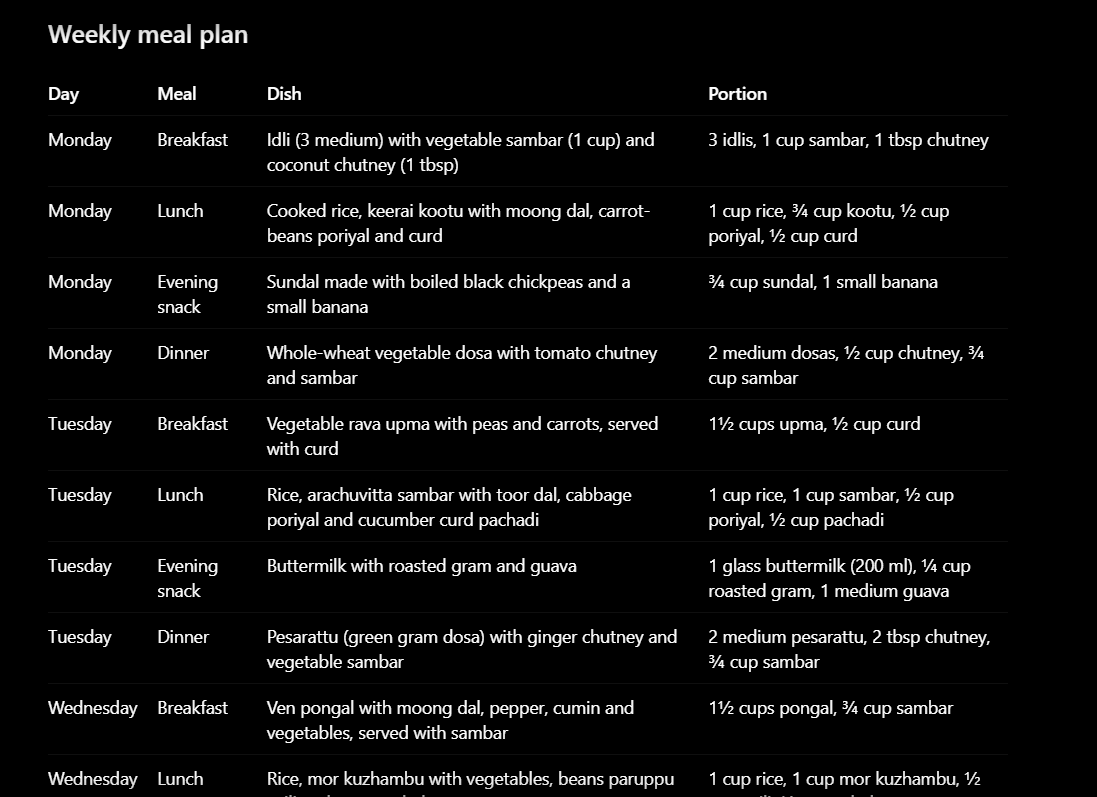 Weekly meal plan
Day Meal Dish Portion
Monday Breakfast Idli (3 medium) with vegetable sambar (1 cup) and 3 idlis, 1 cup sambar, 1 tbsp chutney
coconut chutney (1 tbsp)
Monday Lunch Cooked rice, keerai kootu with moong dal, carrot- 1 cup rice, ¾ cup kootu, ½ cup
beans poriyal and curd poriyal, ½ cup curd
Monday Evening Sundal made with boiled black chickpeas and a ¾ cup sundal, 1 small banana
snack small banana
Monday Dinner Whole-wheat vegetable dosa with tomato chutney 2 medium dosas, ½ cup chutney, ¾
and sambar cup sambar
Tuesday Breakfast Vegetable rava upma with peas and carrots, served 1½ cups upma, ½ cup curd
with curd
Tuesday Lunch Rice, arachuvitta sambar with toor dal, cabbage 1 cup rice, 1 cup sambar, ½ cup
poriyal and cucumber curd pachadi poriyal, ½ cup pachadi
Tuesday Evening Buttermilk with roasted gram and guava 1 glass buttermilk (200 ml), ¼ cup
snack roasted gram, 1 medium guava
Tuesday Dinner Pesarattu (green gram dosa) with ginger chutney and 2 medium pesarattu, 2 tbsp chutney,
vegetable sambar ¾ cup sambar
Wednesday Breakfast Ven pongal with moong dal, pepper, cumin and 1½ cups pongal, ¾ cup sambar
vegetables, served with sambar
Wednesday Lunch Rice, mor kuzhambu with vegetables, beans paruppu 1 cup rice, 1 cup mor kuzhambu, ½